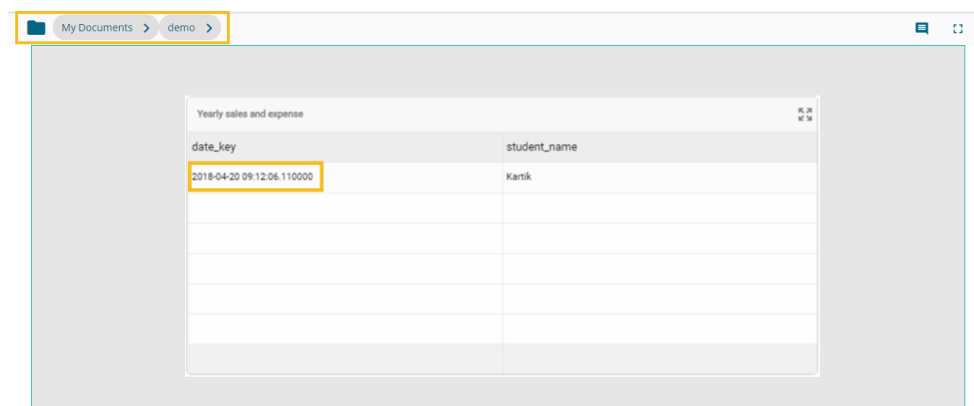 My Documents > demo >
Yearly sales and expense
date_key student_name
2018-04-20 09:12:06.110000 Kartik